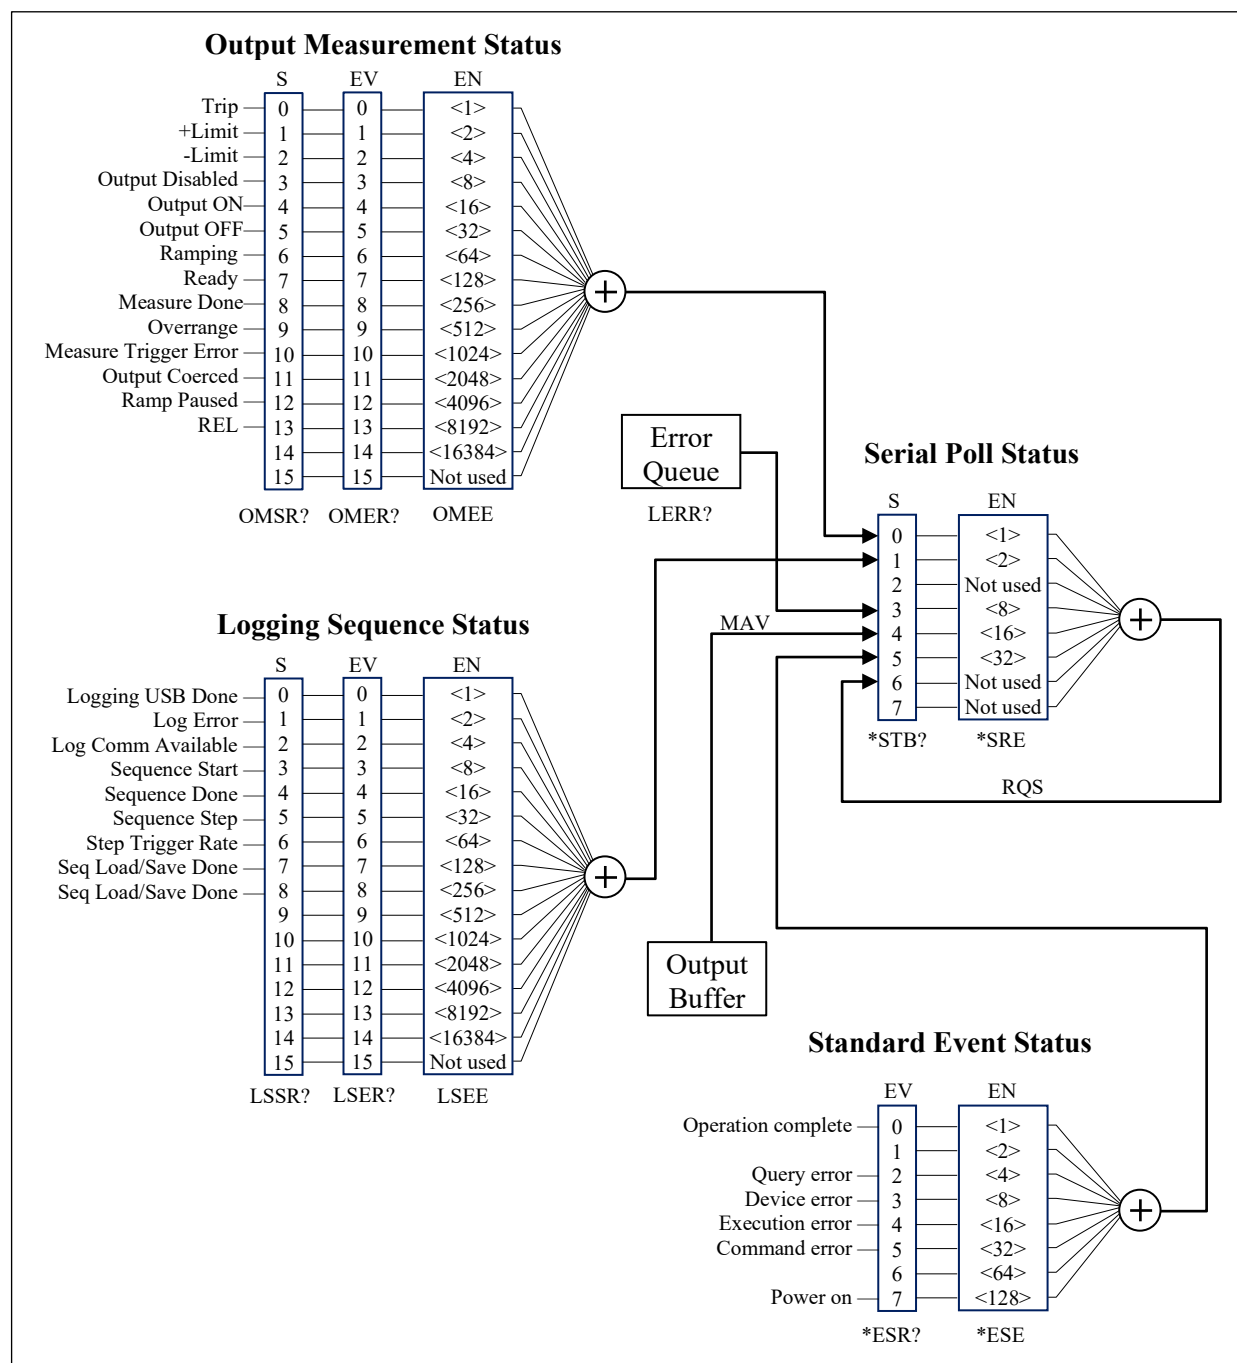 Output Measurement Status
S EV EN
Trip 0 0 <1>
+Limit 1 1 <2>
-Limit 2 2 <4>
Output Disabled 3 3 <8>
Output ON 4 4 <16>
Output OFF 5 5 <32>
Ramping 6 6 <64>
Ready 7 7 <128>
Measure Done 8 8 <256>
Overrange 9 9 <512>
Measure Trigger Error 10 10 <1024>
Output Coerced 11 11 <2048>
Ramp Paused 12 12 <4096>
REL 13 13 <8192>
14 14 <16384>
15 15 Not used
OMSR? OMER? OMEE
+
Error
Queue
LERR?
Serial Poll Status
S EN
0 <1>
1 <2>
2 Not used
3 <8>
4 <16>
5 <32>
6 Not used
7 Not used
*STB? *SRE
+
MAV
RQS
Logging Sequence Status
S EV EN
Logging USB Done 0 0 <1>
Log Error 1 1 <2>
Log Comm Available 2 2 <4>
Sequence Start 3 3 <8>
Sequence Done 4 4 <16>
Sequence Step 5 5 <32>
Step Trigger Rate 6 6 <64>
Seq Load/Save Done 7 7 <128>
Seq Load/Save Done 8 8 <256>
9 9 <512>
10 10 <1024>
11 11 <2048>
12 12 <4096>
13 13 <8192>
14 14 <16384>
15 15 Not used
LSSR? LSER? LSEE
+
Output
Buffer
Standard Event Status
EV EN
Operation complete 0 <1>
1 <2>
Query error 2 <4>
Device error 3 <8>
Execution error 4 <16>
Command error 5 <32>
6 <64>
Power on 7 <128>
*ESR? *ESE
+